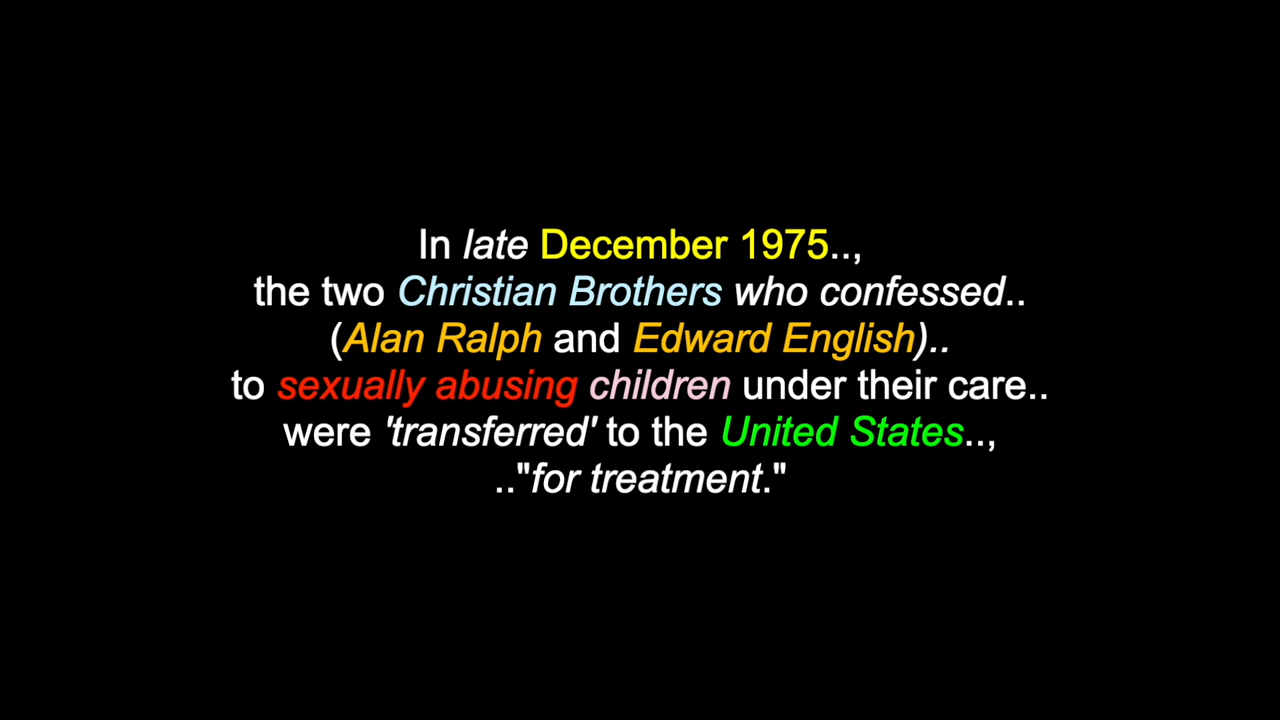 In late December 1975..,
the two Christian Brothers who confessed..
(Alan Ralph and Edward English)..
to sexually abusing children under their care..
were 'transferred' to the United States..,
.."for treatment."